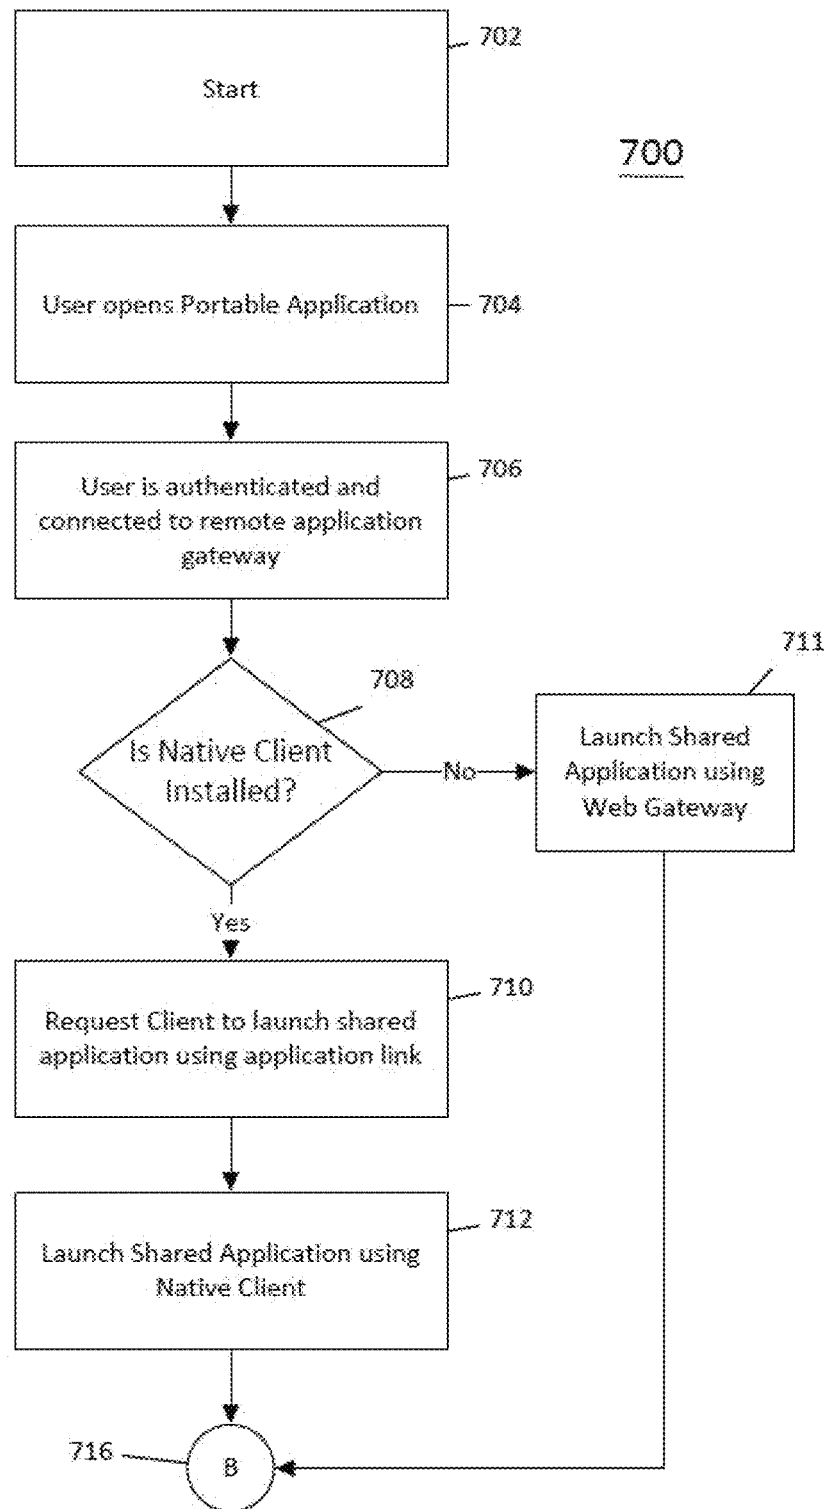 702
Start
700
User opens Portable Application
704
706
User is authenticated and
connected to remote application
gateway
708
711
Is Native Client
Installed?
No
Launch Shared
Application using
Web Gateway
Yes
710
Request Client to launch shared
application using application link
712
Launch Shared Application using
Native Client
716
B